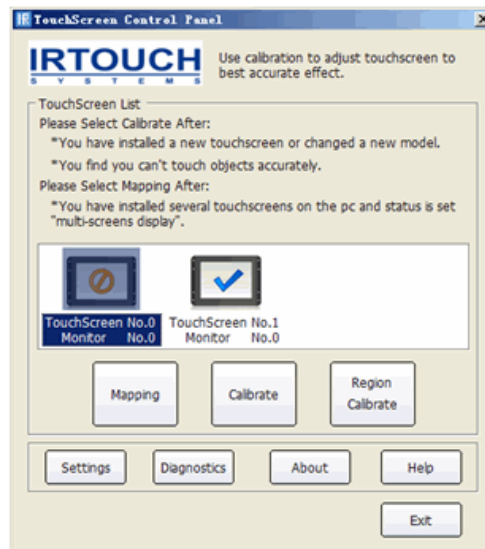 TouchScreen Control Panel
IRTOUCH
SYSTEMS
Use calibration to adjust touchscreen to
best accurate effect.
TouchScreen List
Please Select Calibrate After:
*You have installed a new touchscreen or changed a new model.
*You find you can't touch objects accurately.
Please Select Mapping After:
*You have installed several touchscreens on the pc and status is set
"multi-screens display".
TouchScreen No.0 TouchScreen No.1
Monitor No.0 Monitor No.0
Mapping Calibrate Region
Calibrate
Settings Diagnostics About Help
Exit